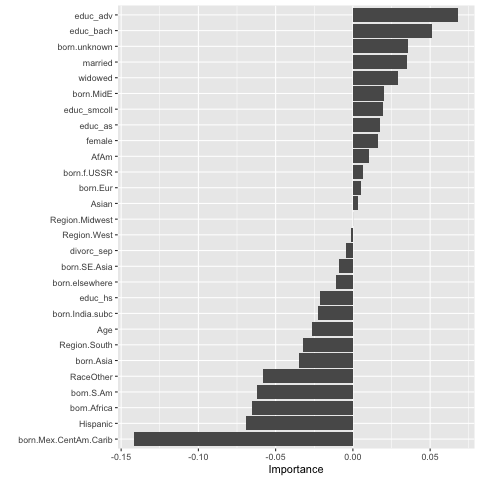 educ_adv
educ_bach
born.unknown
married
widowed
born.MidE
educ_smcoll
educ_as
female
AfAm
born.f.USSR
born.Eur
Asian
Region.Midwest
Region.West
divorc_sep
born.SE.Asia
born.elsewhere
educ_hs
born.India.subc
Age
Region.South
born.Asia
RaceOther
born.S.Am
born.Africa
Hispanic
born.Mex.CentAm.Carib
-0.15 -0.10 -0.05 0.00 0.05
Importance